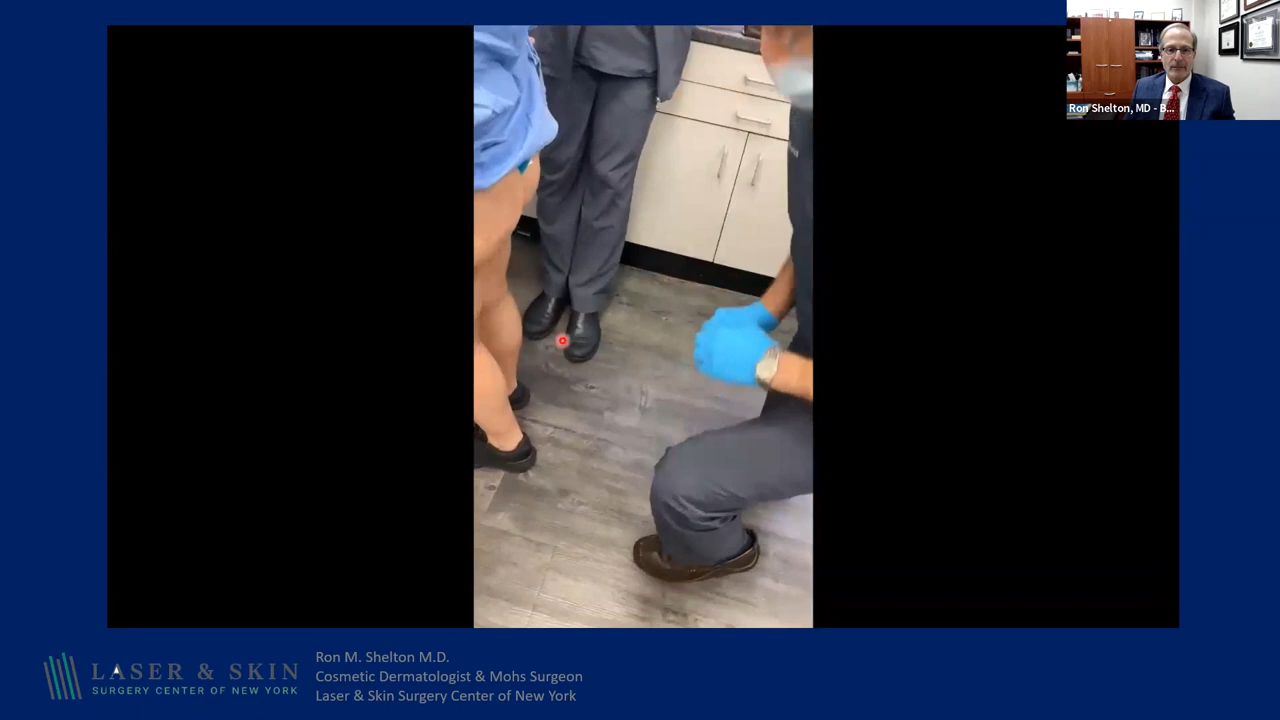 Ron Shelton, MD - B...
LASER & SKIN
SURGERY CENTER OF NEW YORK
Ron M. Shelton M.D.
Cosmetic Dermatologist & Mohs Surgeon
Laser & Skin Surgery Center of New York